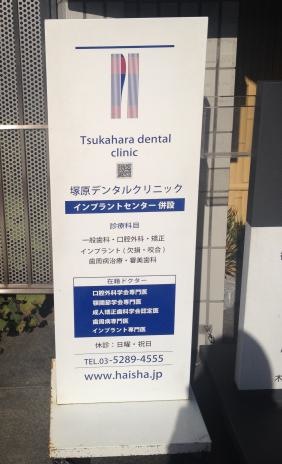 Tsukahara dental
clinic
塚原デンタルクリニック
インプラントセンター 併設
診療科目
一般歯科・口腔外科・矯正
インプラント(欠損・咬合)
歯周病治療・審美歯科
在籍ドクター
口腔外科学会専門医
顎関節学会専門医
成人矯正歯科学会認定医
歯周病専門医
インプラント専門医
休診:日曜・祝日
TEL.03-5289-4555
www.haisha.jp